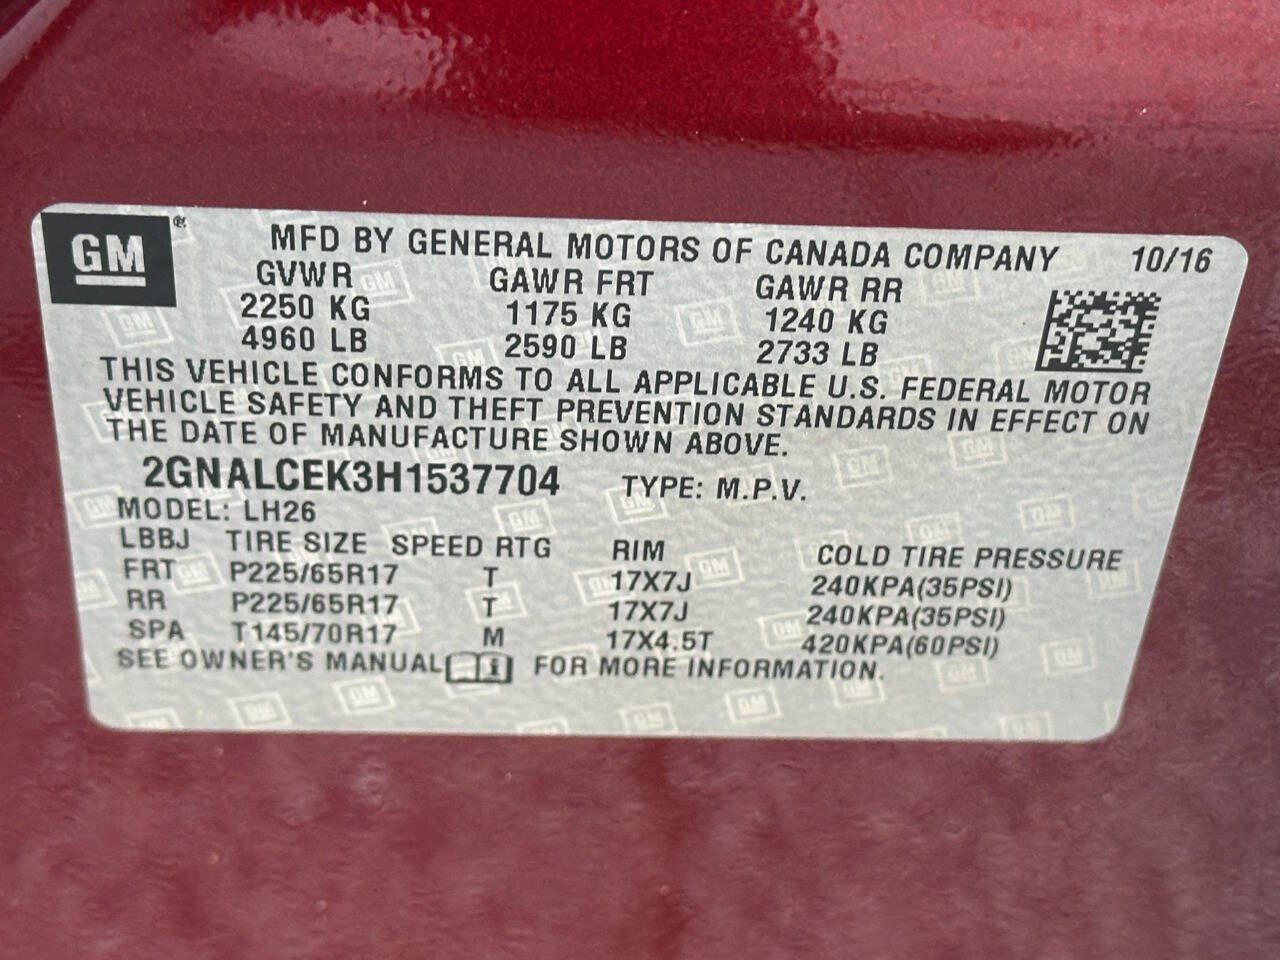 GM®
MFD BY GENERAL MOTORS OF CANADA COMPANY 10/16
GVWR GAWR FRT GAWR RR
2250 KG 1175 KG 1240 KG
4960 LB 2590 LB 2733 LB
THIS VEHICLE CONFORMS TO ALL APPLICABLE U.S. FEDERAL MOTOR
VEHICLE SAFETY AND THEFT PREVENTION STANDARDS IN EFFECT ON
THE DATE OF MANUFACTURE SHOWN ABOVE.
2GNALCEK3H1537704 TYPE: M.P.V.
MODEL: LH26
LBBJ TIRE SIZE SPEED RTG RIM COLD TIRE PRESSURE
FRT P225/65R17 T 17X7J 240KPA(35PSI)
RR P225/65R17 T 17X7J 240KPA(35PSI)
SPA T145/70R17 M 17X4.5T 420KPA(60PSI)
SEE OWNER'S MANUAL i FOR MORE INFORMATION.